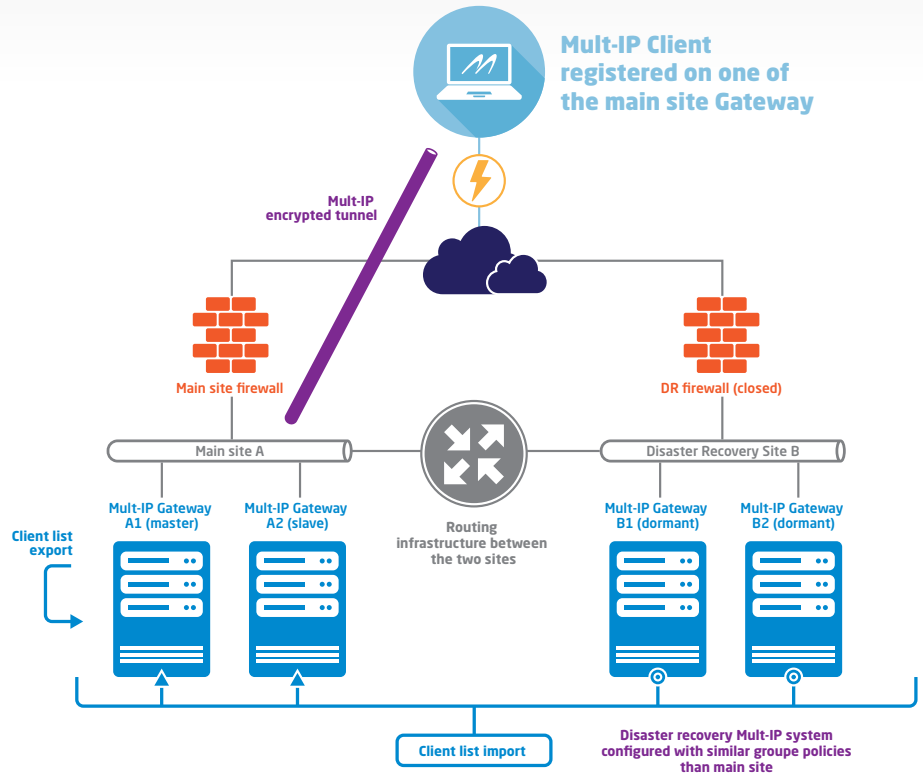 Mult-IP Client
registered on one of
the main site Gateway
Mult-IP
encrypted tunnel
Main site firewall
DR firewall (closed)
Main site A
Disaster Recovery Site B
Mult-IP Gateway
A1 (master)
Mult-IP Gateway
A2 (slave)
Routing
infrastructure between
the two sites
Mult-IP Gateway
B1 (dormant)
Mult-IP Gateway
B2 (dormant)
Client list
export
Client list import
Disaster recovery Mult-IP system
configured with similar groupe policies
than main site